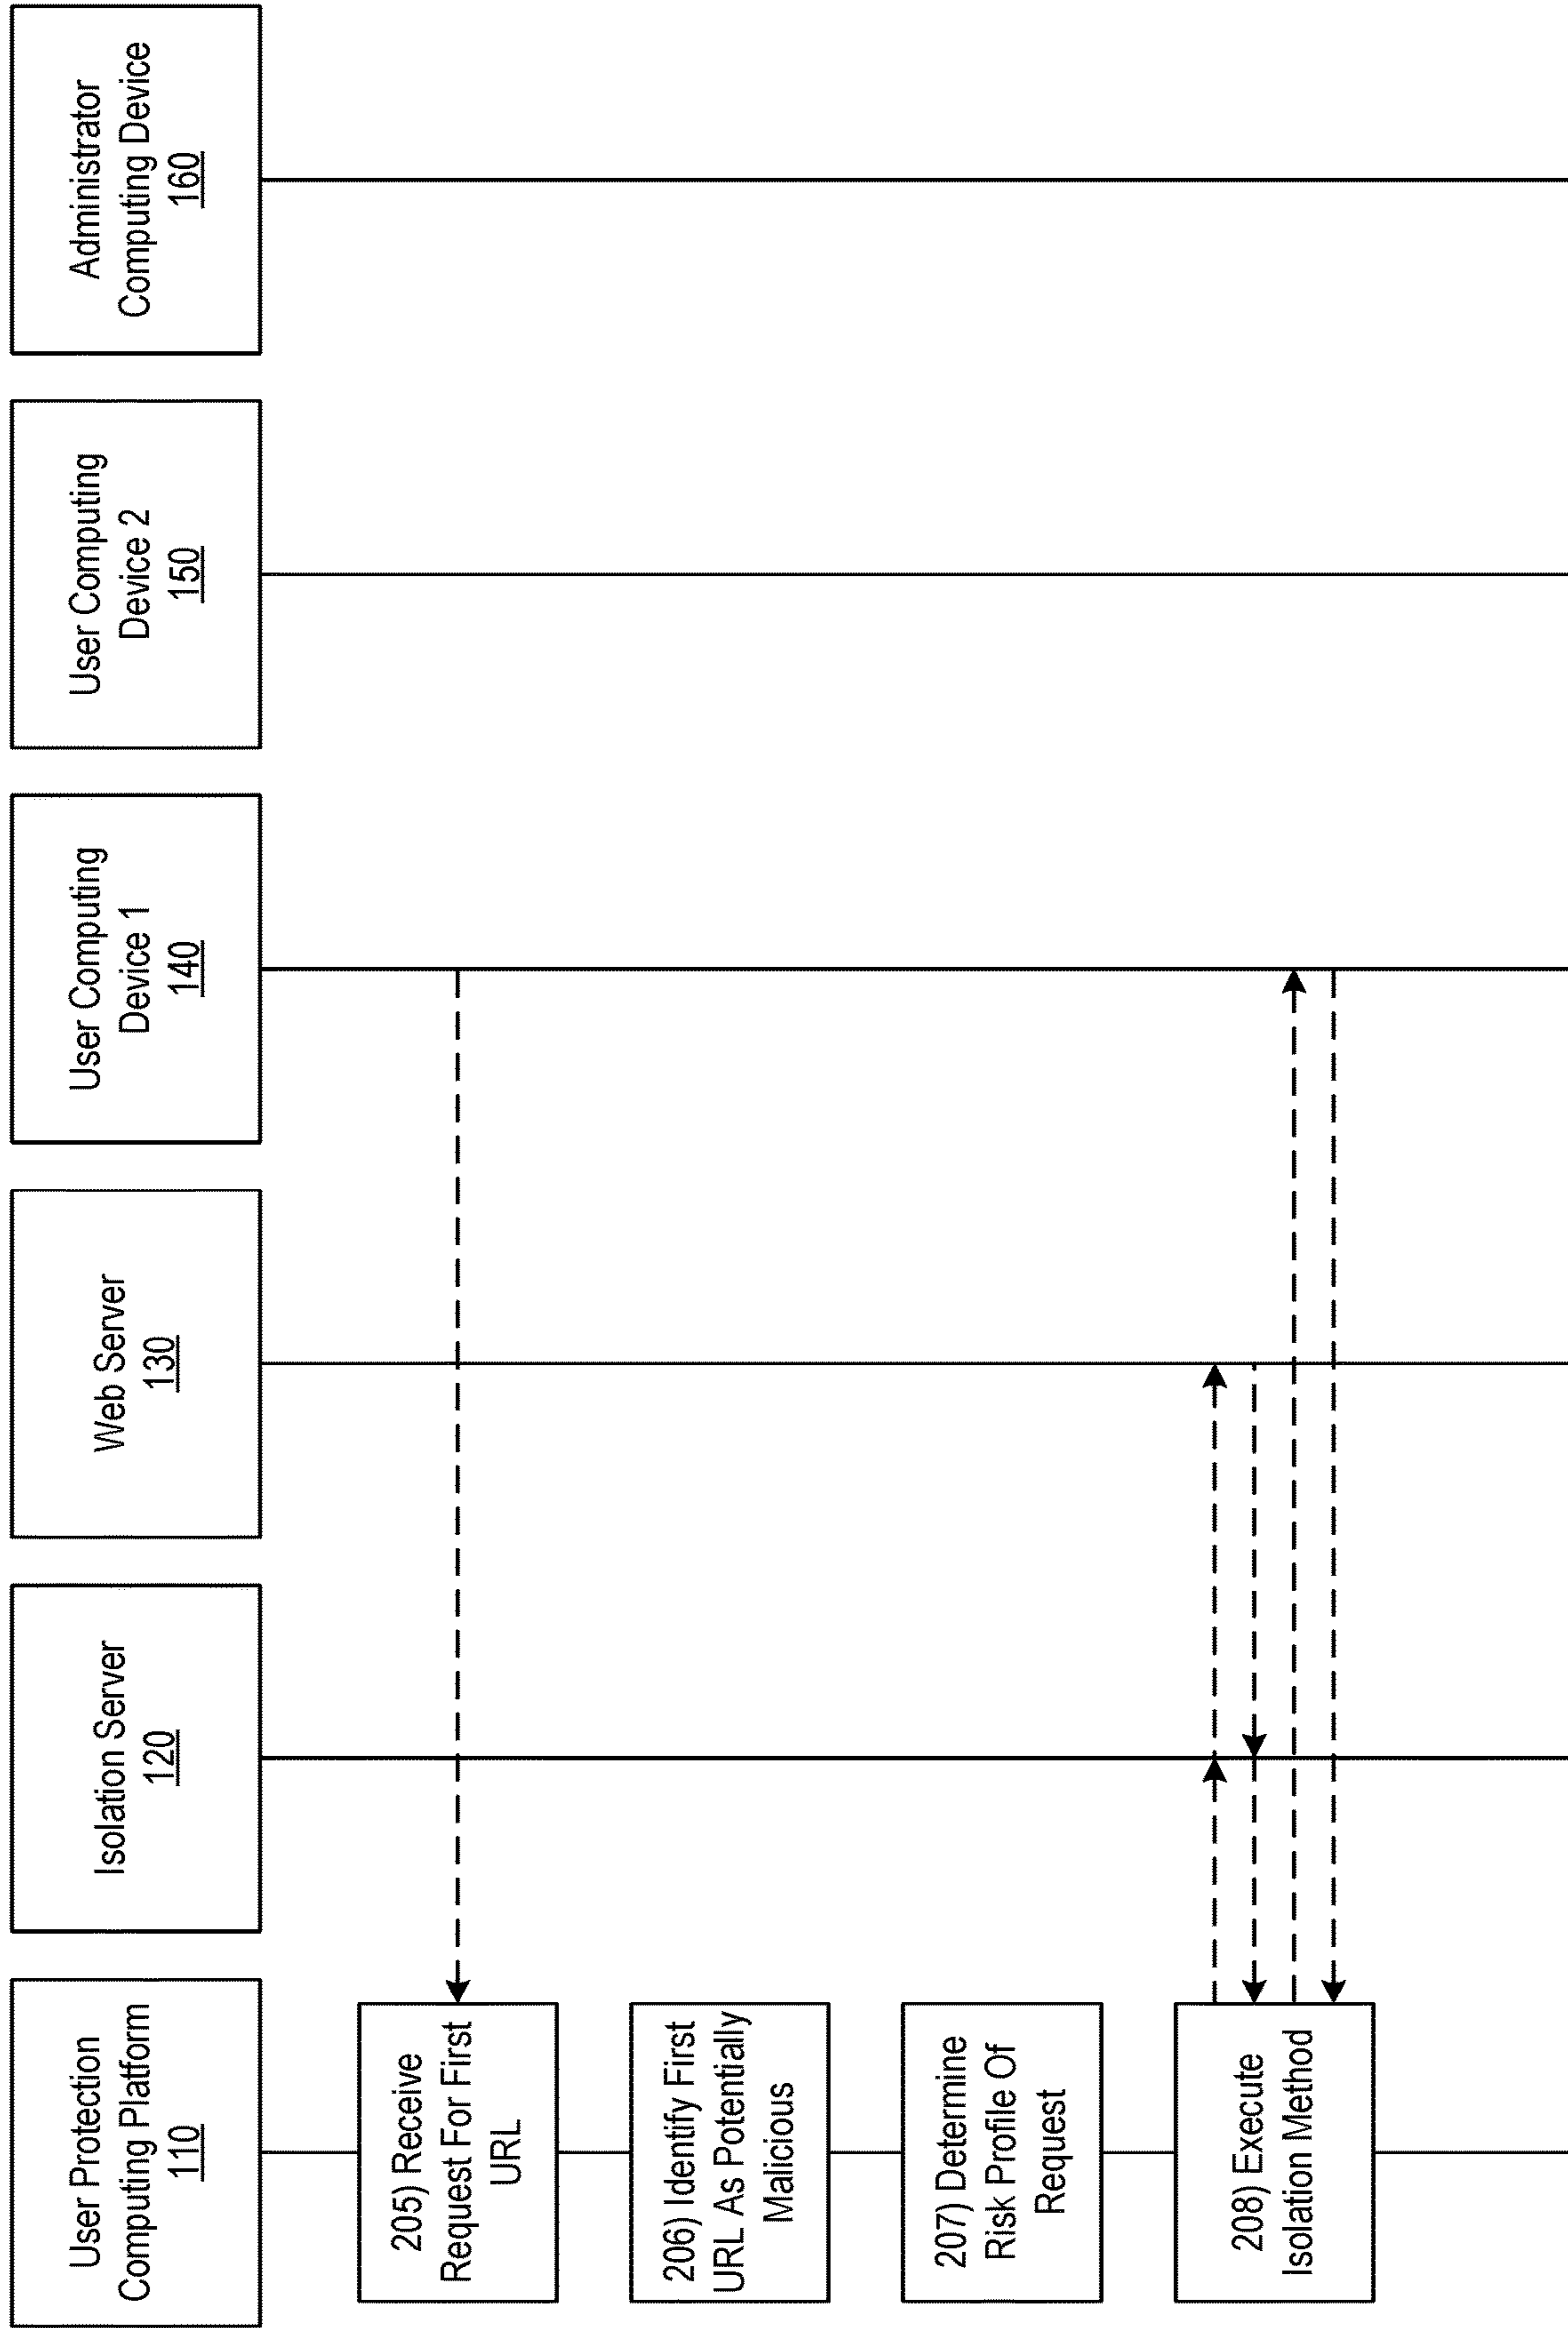 User Protection
Computing Platform
110
Isolation Server
120
Web Server
130
User Computing
Device 1
140
User Computing
Device 2
150
Administrator
Computing Device
160
205) Receive
Request For First
URL
206) Identify First
URL As Potentially
Malicious
207) Determine
Risk Profile Of
Request
208) Execute
Isolation Method